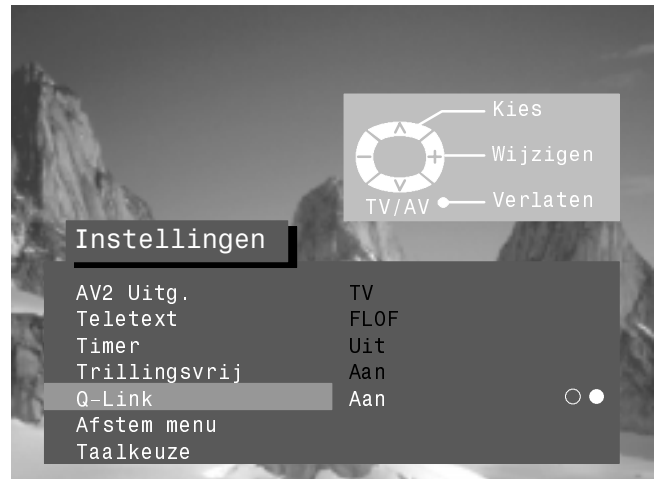 Kies
Wijzigen
TV/AV
Verlaten
Instellingen
AV2 Uitg. TV
Teletext FLOF
Timer Uit
Trillingsvrij Aan
Q-Link Aan
Afstem menu
Taalkeuze